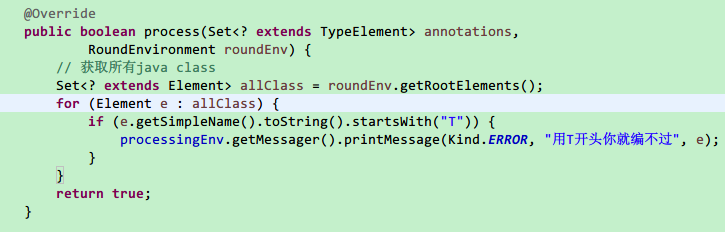 @Override
public boolean process(Set<? extends TypeElement> annotations,
        RoundEnvironment roundEnv) {
    // 获取所有java class
    Set<? extends Element> allClass = roundEnv.getRootElements();
    for (Element e : allClass) {
        if (e.getSimpleName().toString().startsWith("T")) {
            processingEnv.getMessager().printMessage(Kind.ERROR, "用T开头你就编不过", e);
        }
    }
    return true;
}